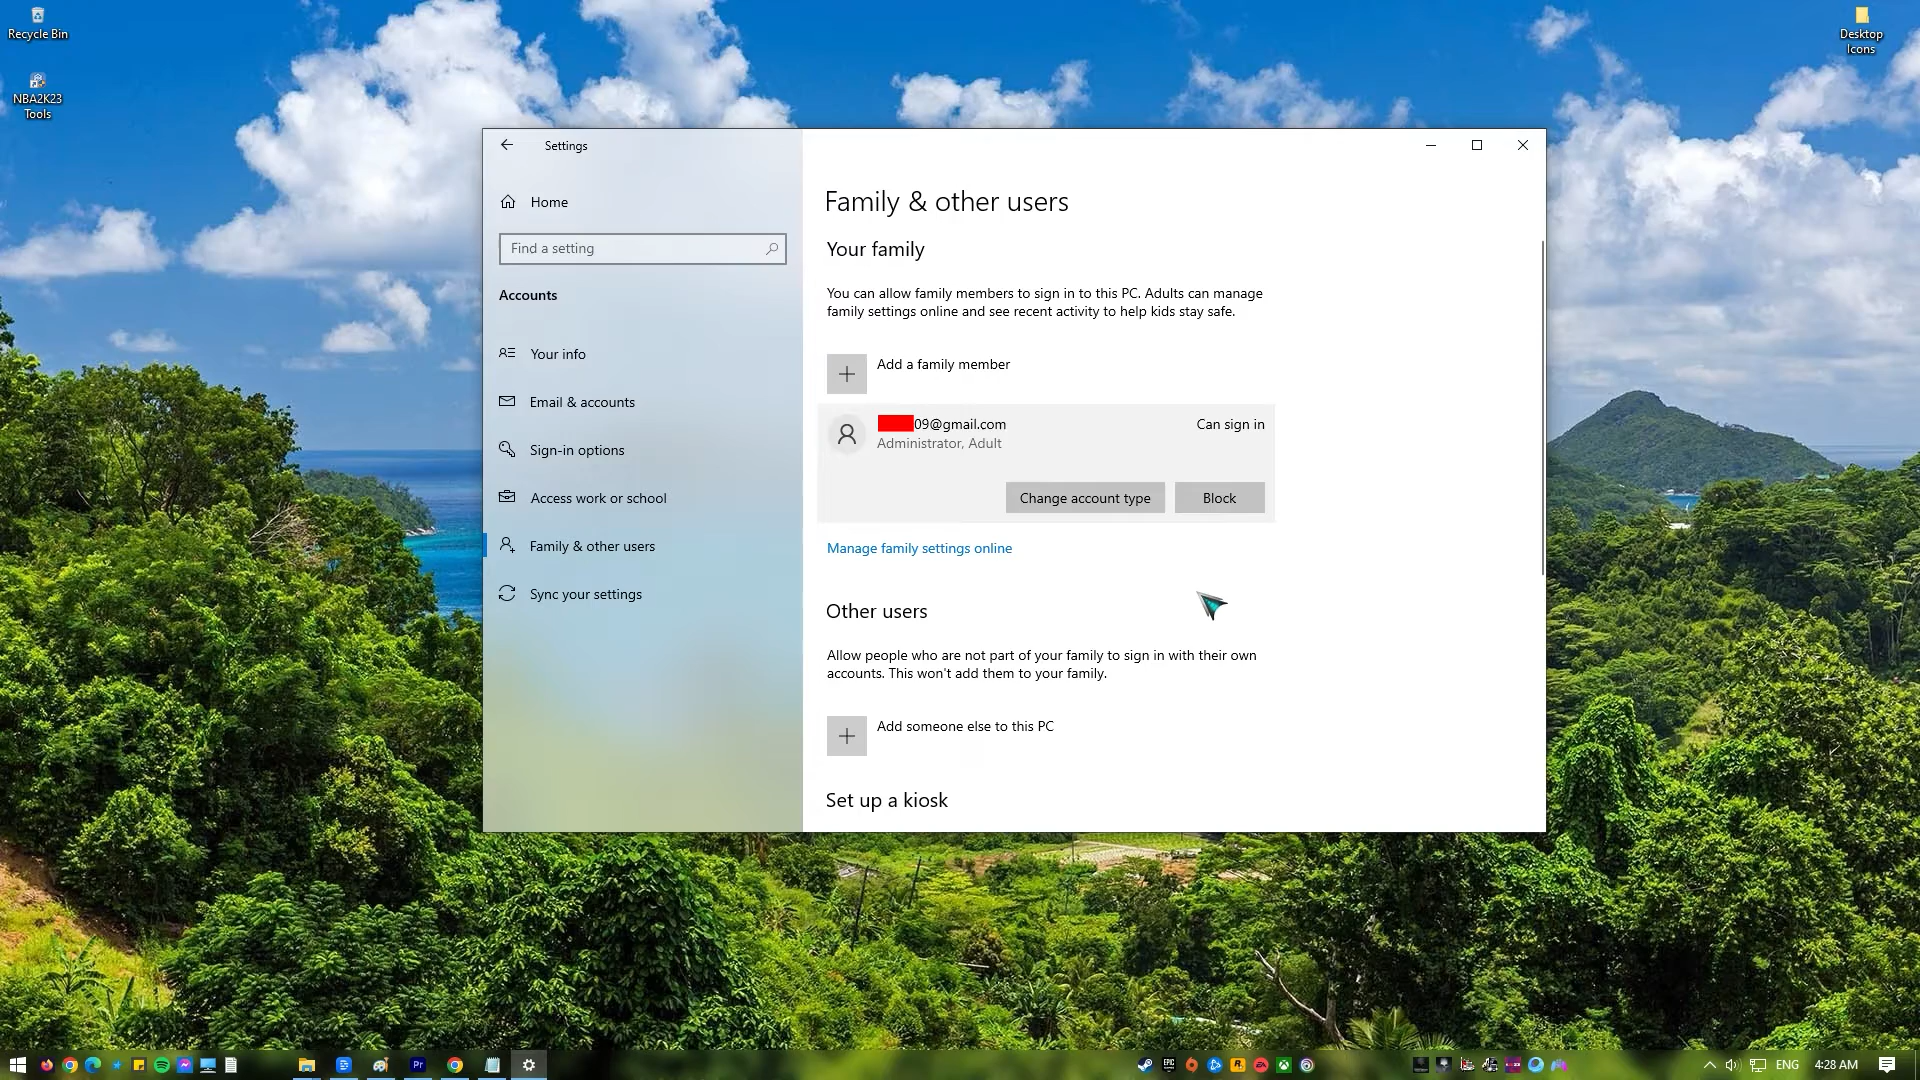 Recycle Bin
NBA2K23
Tools
Desktop
Icons
Settings
Home
Find a setting
Accounts
Your info
Email & accounts
Sign-in options
Access work or school
Family & other users
Sync your settings
Family & other users
Your family
You can allow family members to sign in to this PC. Adults can manage
family settings online and see recent activity to help kids stay safe.
Add a family member
09@gmail.com
Can sign in
Administrator, Adult
Change account type
Block
Manage family settings online
Other users
Allow people who are not part of your family to sign in with their own
accounts. This won't add them to your family.
Add someone else to this PC
Set up a kiosk
Pr
EPIC
R
EA
ENG
4:28 AM